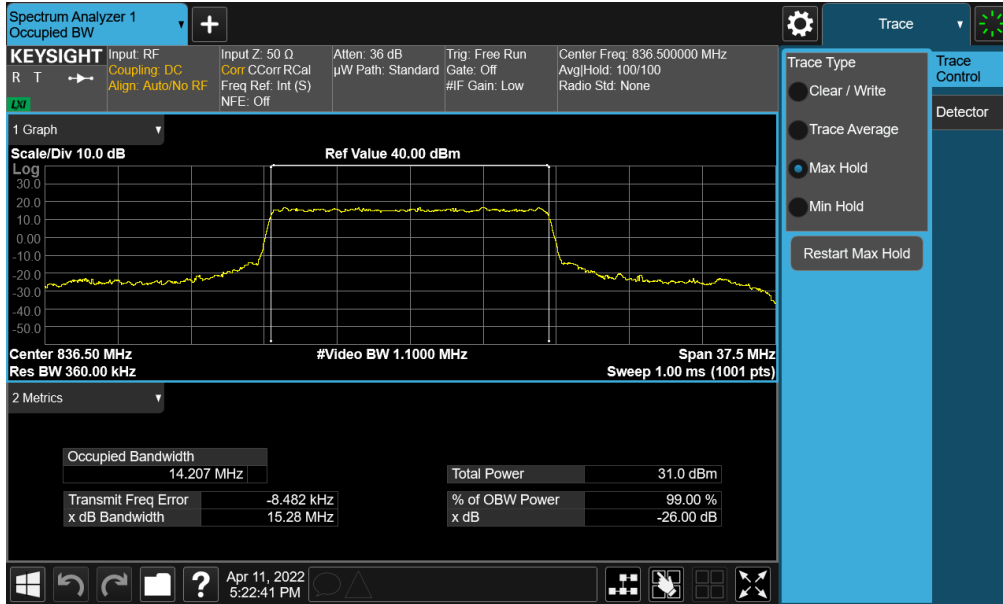 Spectrum Analyzer 1
Occupied BW
+
Trace
KEYSIGHT
R T
LXI
Input: RF
Coupling: DC
Align: Auto/No RF
Input Z: 50 Ω
Corr CCorr RCal
Freq Ref: Int (S)
NFE: Off
Atten: 36 dB
µW Path: Standard
Trig: Free Run
Gate: Off
#IF Gain: Low
Center Freq: 836.500000 MHz
Avg|Hold: 100/100
Radio Std: None
Trace Type
Clear / Write
Trace Average
Max Hold
Min Hold
Restart Max Hold
Trace
Control
Detector
1 Graph
Scale/Div 10.0 dB
Ref Value 40.00 dBm
Log
30.0
20.0
10.0
0.00
-10.0
-20.0
-30.0
-40.0
-50.0
Center 836.50 MHz
#Video BW 1.1000 MHz
Span 37.5 MHz
Res BW 360.00 kHz
Sweep 1.00 ms (1001 pts)
2 Metrics
Occupied Bandwidth
14.207 MHz
Total Power 31.0 dBm
Transmit Freq Error -8.482 kHz
% of OBW Power 99.00 %
x dB Bandwidth 15.28 MHz
x dB -26.00 dB
?
Apr 11, 2022
5:22:41 PM